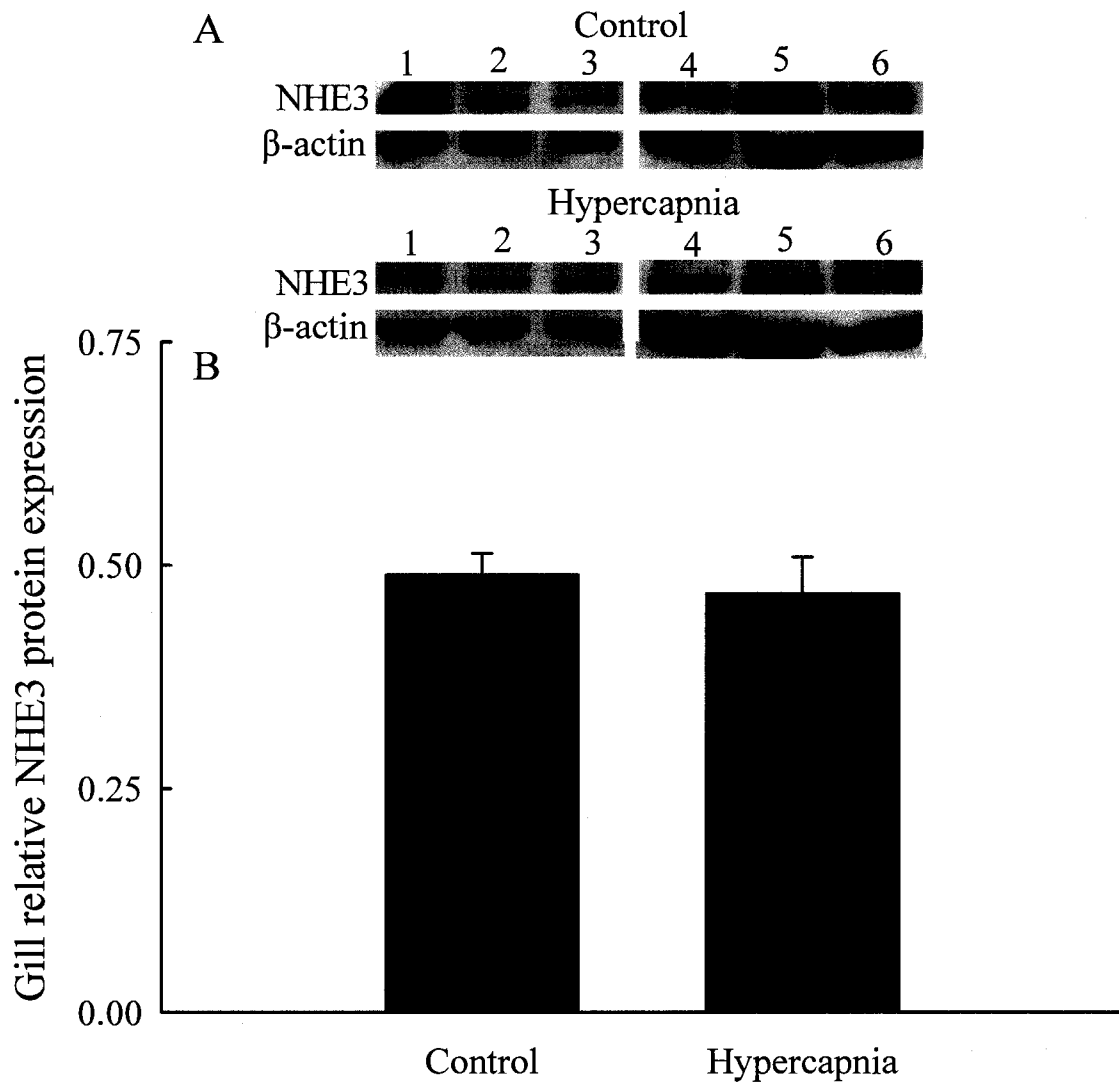 A
Control
1 2 3 4 5 6
NHE3
β-actin
Hypercapnia
1 2 3 4 5 6
NHE3
β-actin
B
Gill relative NHE3 protein expression
0.75
0.50
0.25
0.00
Control Hypercapnia